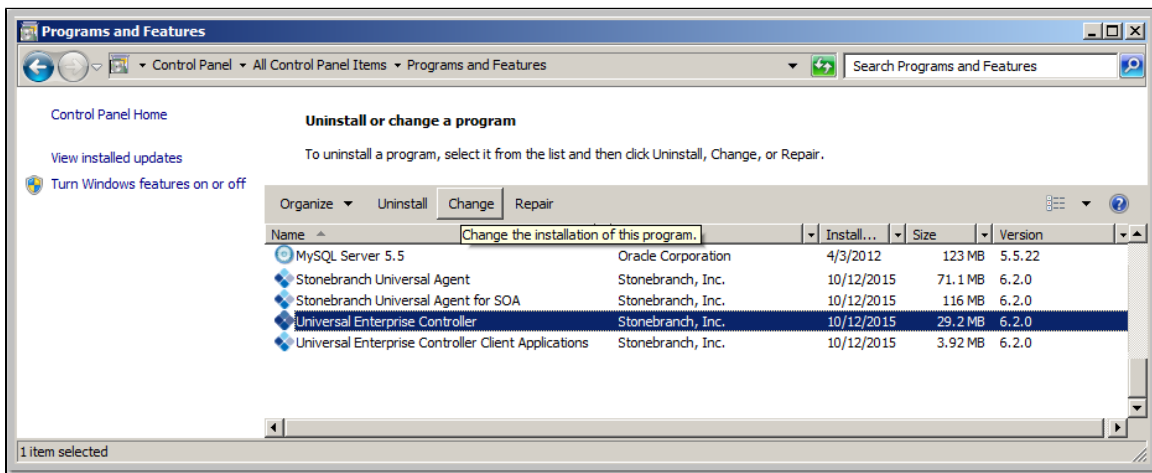 Programs and Features
Control Panel All Control Panel Items Programs and Features Search Programs and Features
Control Panel Home
View installed updates
Turn Windows features on or off
Uninstall or change a program
To uninstall a program, select it from the list and then click Uninstall, Change, or Repair.
Organize Uninstall Change Repair
Name Install... Size Version
Change the installation of this program.
MySQL Server 5.5 Oracle Corporation 4/3/2012 123 MB 5.5.22
Stonebranch Universal Agent Stonebranch, Inc. 10/12/2015 71.1 MB 6.2.0
Stonebranch Universal Agent for SOA Stonebranch, Inc. 10/12/2015 116 MB 6.2.0
Universal Enterprise Controller Stonebranch, Inc. 10/12/2015 29.2 MB 6.2.0
Universal Enterprise Controller Client Applications Stonebranch, Inc. 10/12/2015 3.92 MB 6.2.0
1 item selected